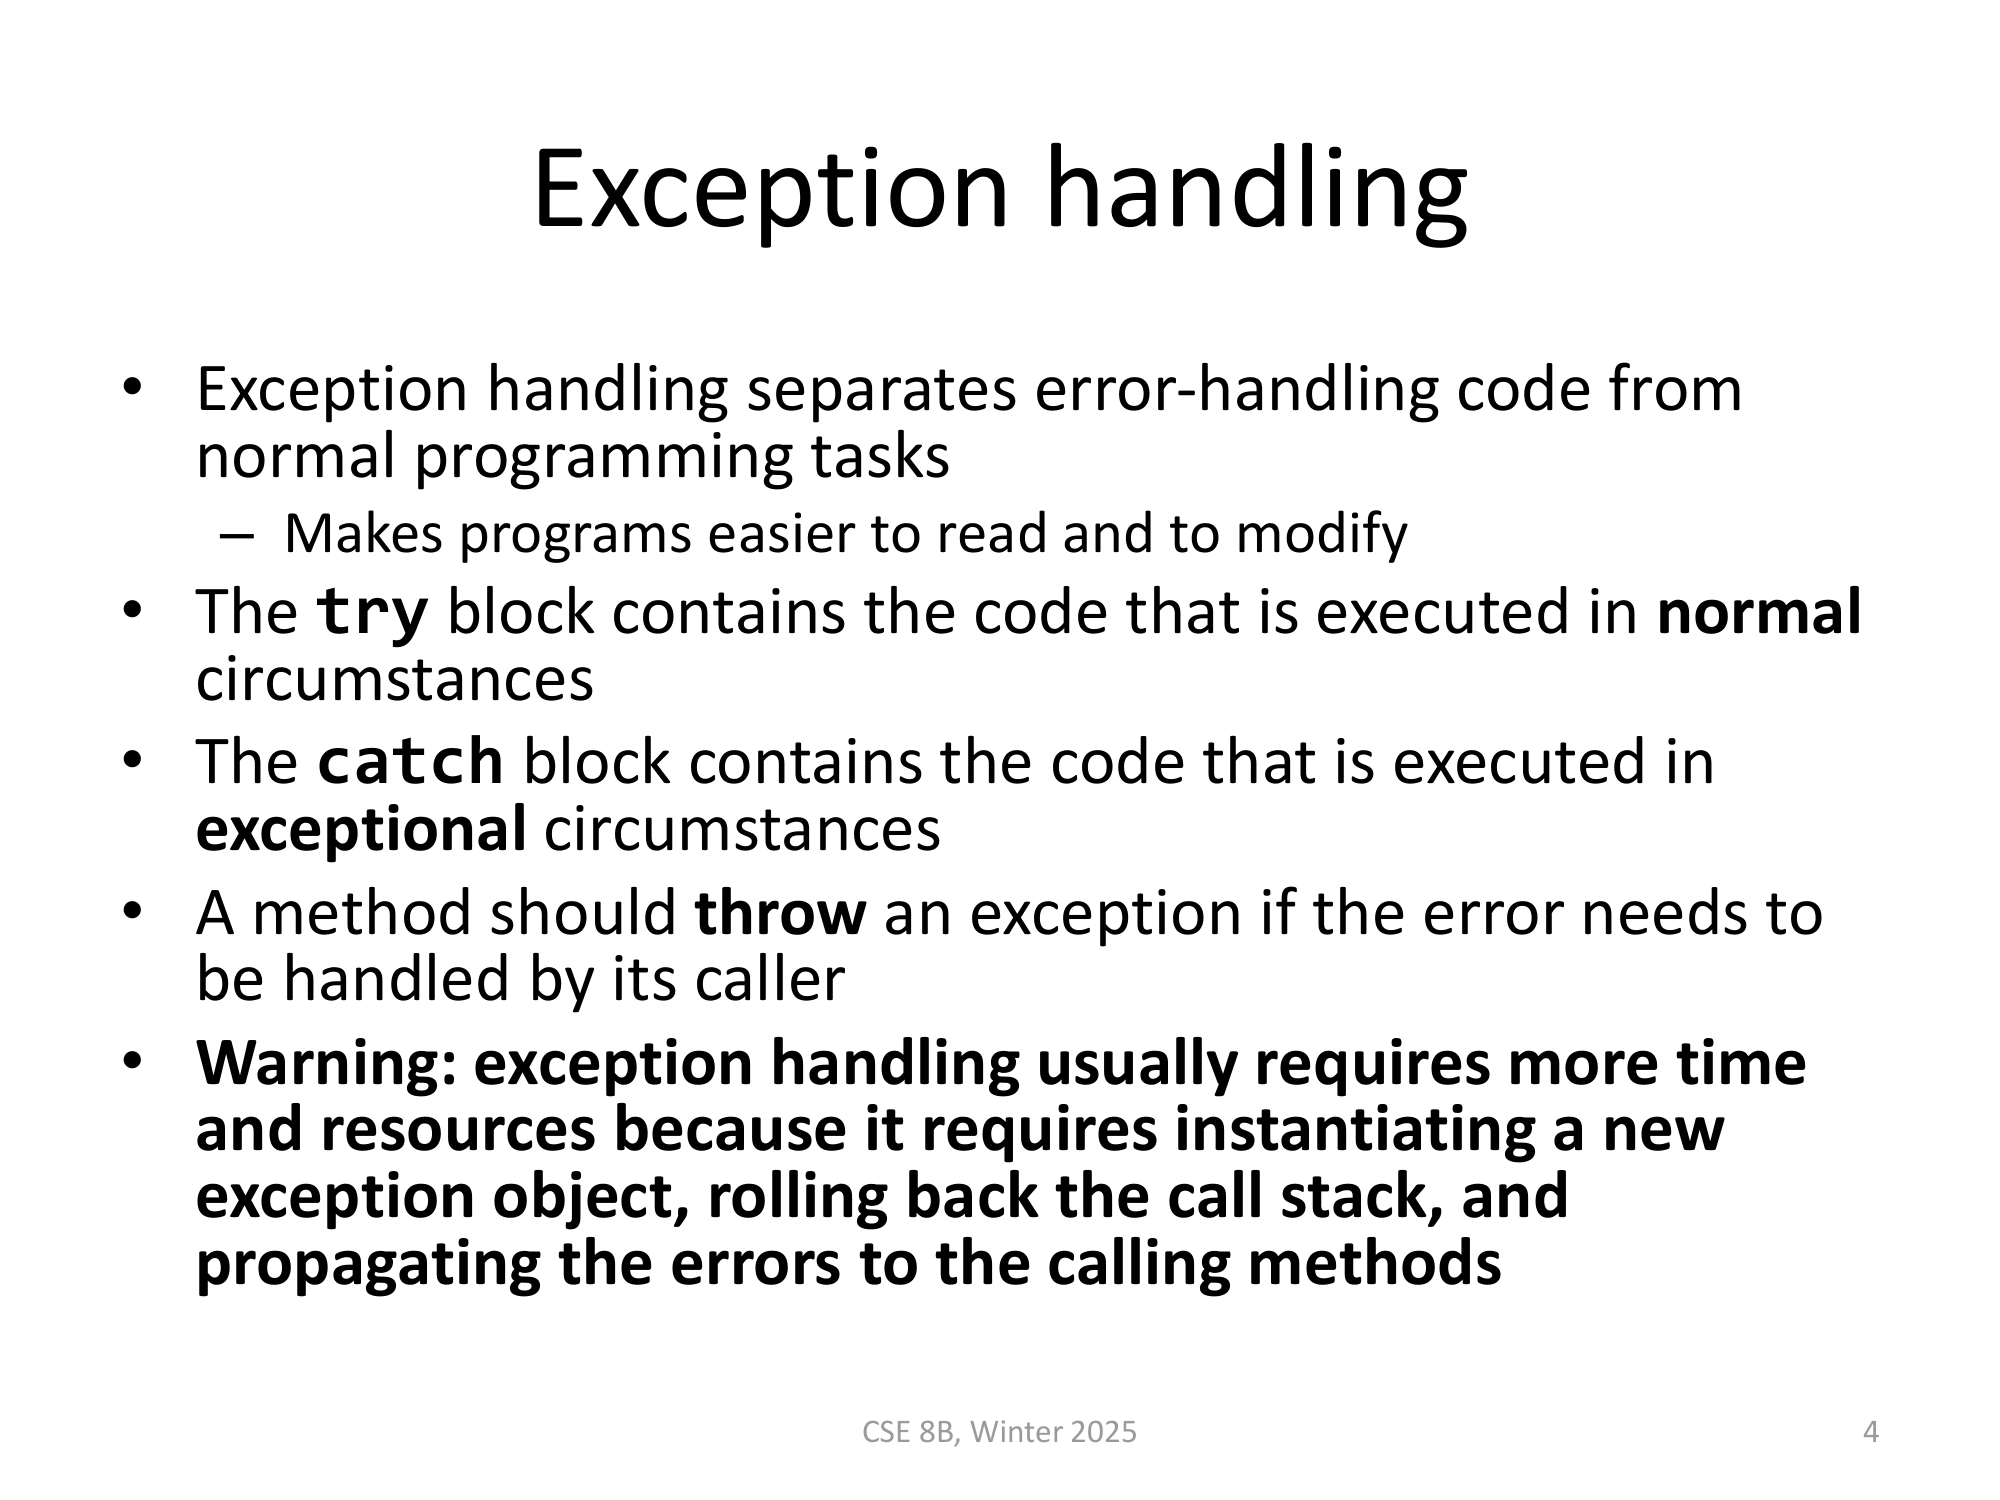 Exception handling
• Exception handling separates error-handling code from
normal programming tasks
– Makes programs easier to read and to modify
• The try block contains the code that is executed in normal
circumstances
• The catch block contains the code that is executed in
exceptional circumstances
• A method should throw an exception if the error needs to
be handled by its caller
• Warning: exception handling usually requires more time
and resources because it requires instantiating a new
exception object, rolling back the call stack, and
propagating the errors to the calling methods
CSE 8B, Winter 2025
4